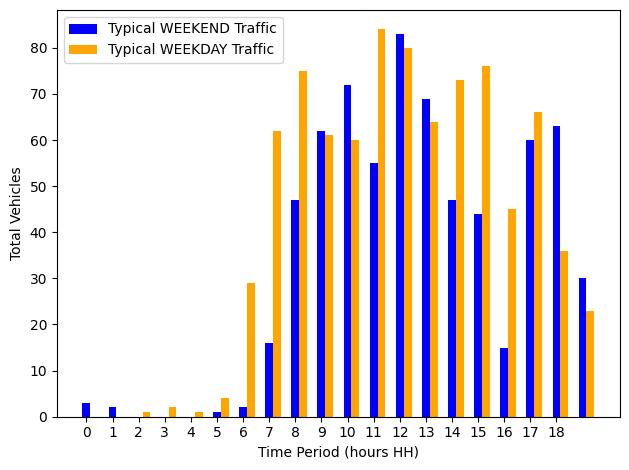 Typical WEEKEND Traffic
Typical WEEKDAY Traffic
80
70
60
50
40
30
20
10
0
Total Vehicles
0 1 2 3 4 5 6 7 8 9 10 11 12 13 14 15 16 17 18
Time Period (hours HH)